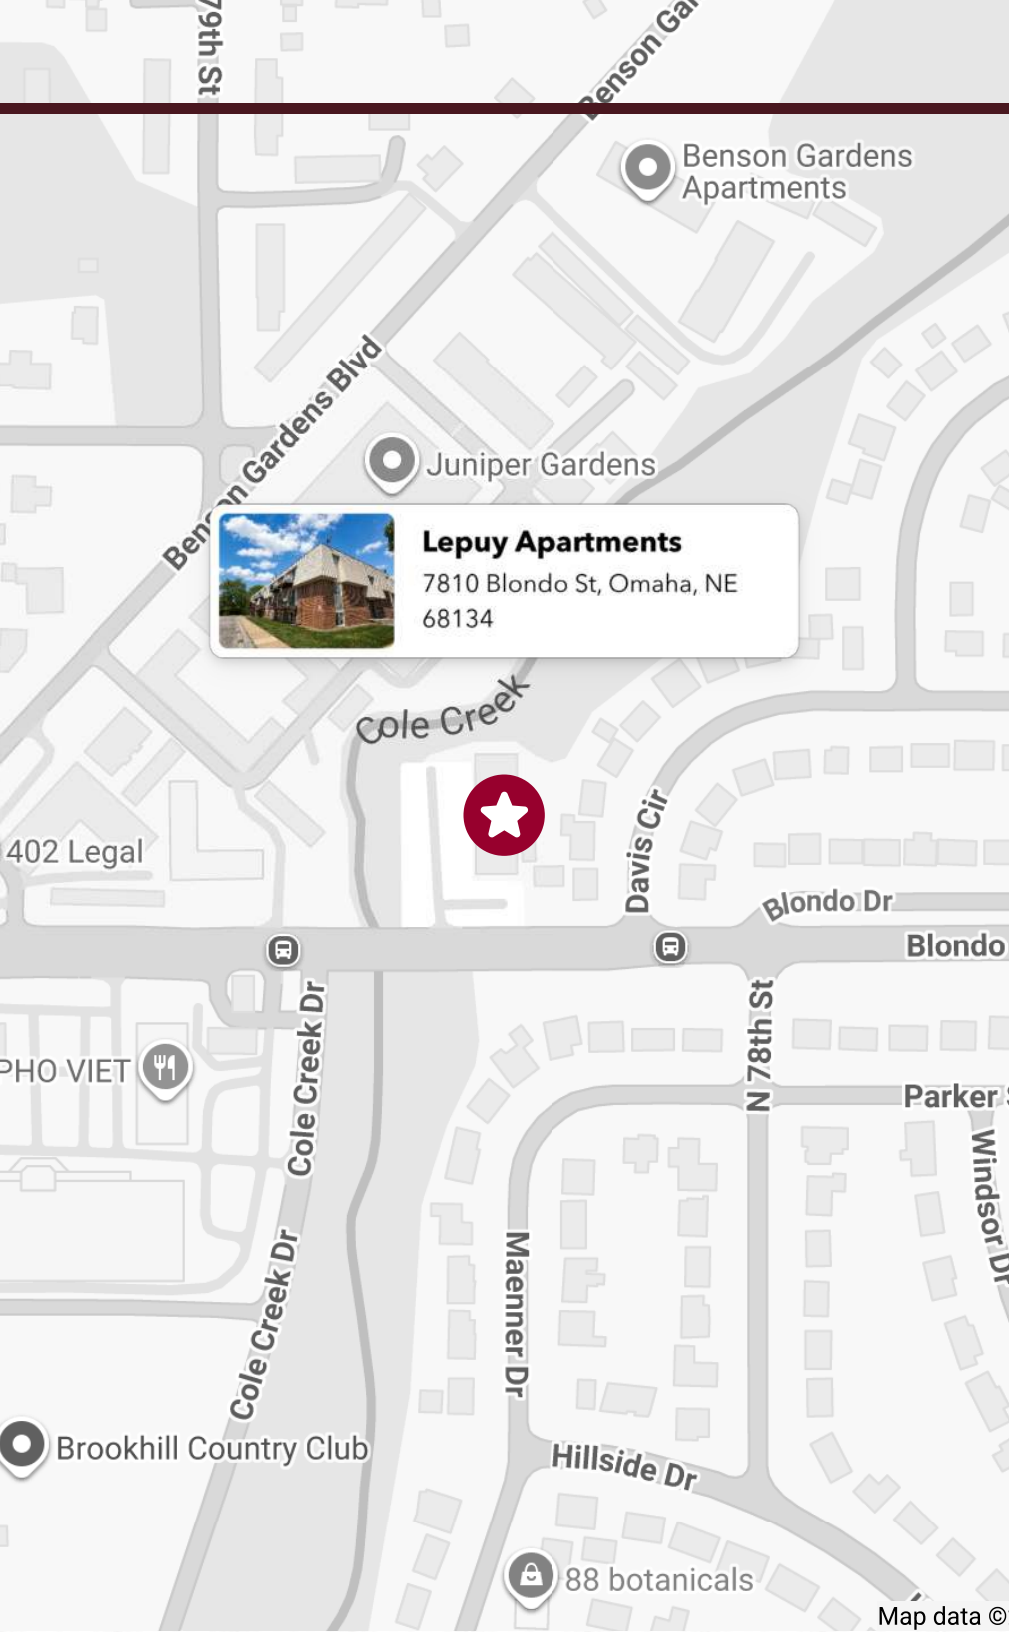 79th St
Benson Gar
Benson Gardens
Apartments
Benson Gardens Blvd
Juniper Gardens
Lepuy Apartments
7810 Blondo St, Omaha, NE
68134
Cole Creek
402 Legal
Davis Cir
Blondo Dr
Blondo
Cole Creek Dr
N 78th St
PHO VIET
Parker S
Windsor Dr
Cole Creek Dr
Maenner Dr
Brookhill Country Club
Hillside Dr
88 botanicals
Map data ©